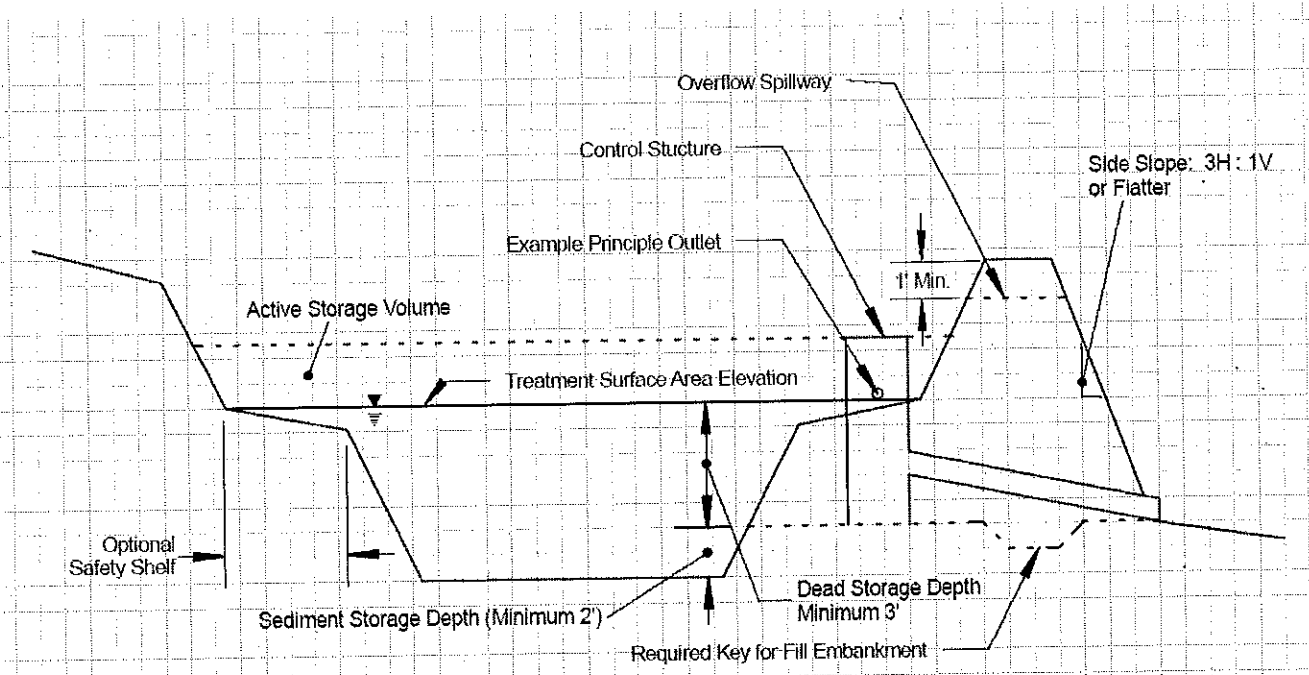 Overflow Spillway
Control Stucture
Side Slope: 3H : 1V
or Flatter
Example Principle Outlet
1' Min.
Active Storage Volume
Treatment Surface Area Elevation
Optional
Safety Shelf
Sediment Storage Depth (Minimum 2')
Dead Storage Depth
Minimum 3'
Required Key for Fill Embankment